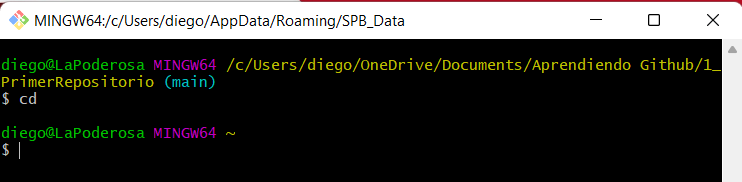 MINGW64:/c/Users/diego/AppData/Roaming/SPB_Data
diego@LaPoderosa MINGW64 /c/Users/diego/OneDrive/Documents/Aprendiendo Github/1_
PrimerRepositorio (main)
$ cd
diego@LaPoderosa MINGW64 ~
$